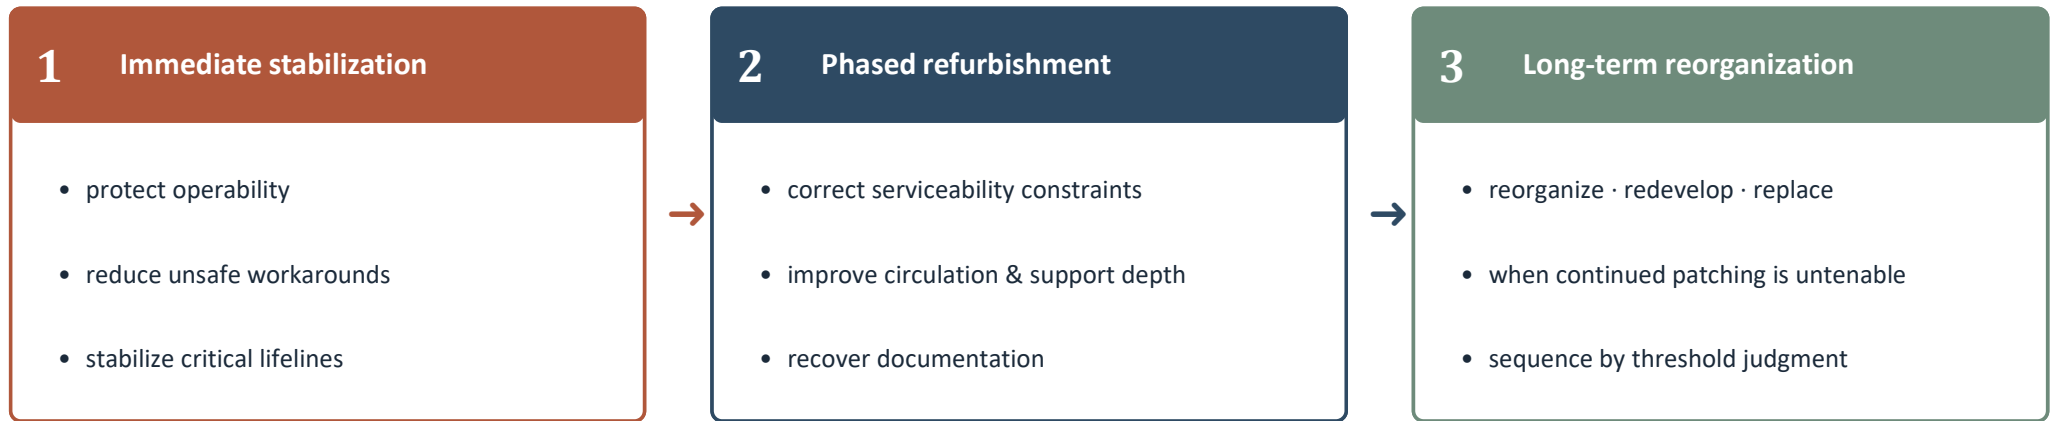 1 Immediate stabilization
• protect operability
• reduce unsafe workarounds
• stabilize critical lifelines
→
2 Phased refurbishment
• correct serviceability constraints
• improve circulation & support depth
• recover documentation
→
3 Long-term reorganization
• reorganize · redevelop · replace
• when continued patching is untenable
• sequence by threshold judgment